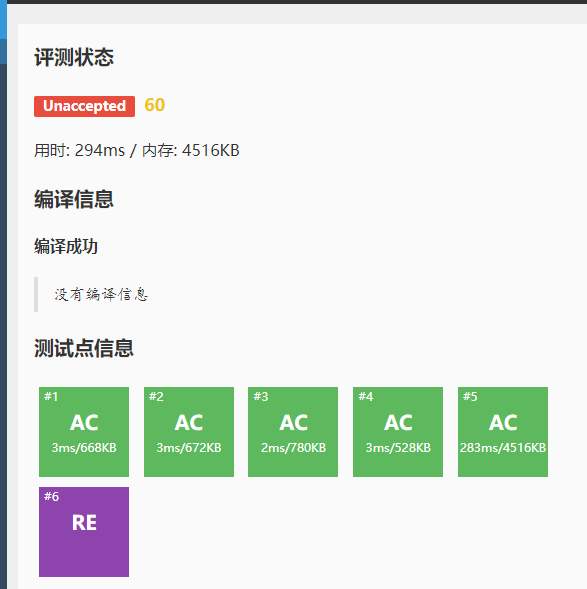 评测状态
Unaccepted 60
用时: 294ms / 内存: 4516KB
编译信息
编译成功
没有编译信息
测试点信息
#1 #2 #3 #4 #5
AC AC AC AC AC
3ms/668KB 3ms/672KB 2ms/780KB 3ms/528KB 283ms/4516KB
#6
RE